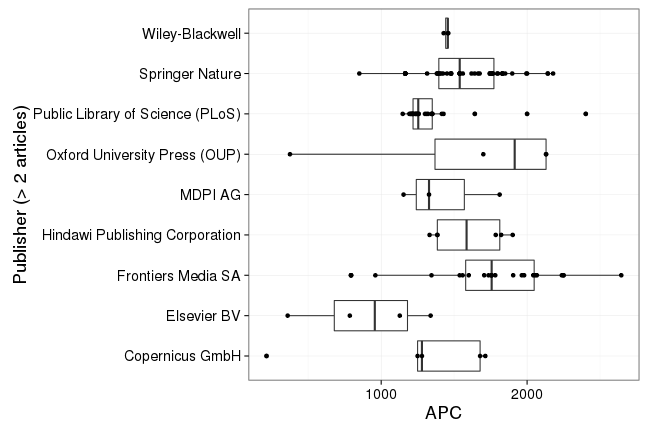 Publisher (> 2 articles)
Wiley-Blackwell
Springer Nature
Public Library of Science (PLoS)
Oxford University Press (OUP)
MDPI AG
Hindawi Publishing Corporation
Frontiers Media SA
Elsevier BV
Copernicus GmbH
1000 2000
APC